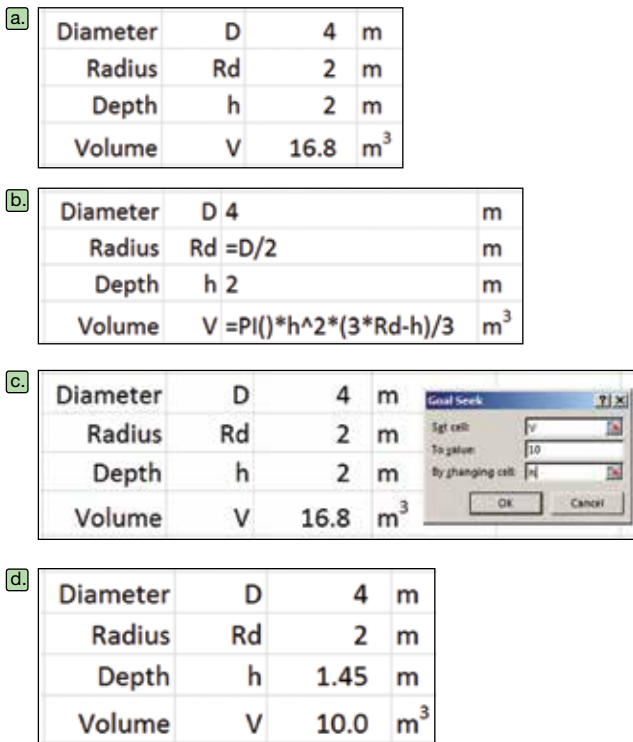 a.
Diameter D 4 m
Radius Rd 2 m
Depth h 2 m
Volume V 16.8 m³
b.
Diameter D 4 m
Radius Rd =D/2 m
Depth h 2 m
Volume V =PI()*h^2*(3*Rd-h)/3 m³
c.
Diameter D 4 m
Radius Rd 2 m
Depth h 2 m
Volume V 16.8 m³
Goal Seek
Set cell: V
To value: 10
By changing cell: h
OK Cancel
d.
Diameter D 4 m
Radius Rd 2 m
Depth h 1.45 m
Volume V 10.0 m³